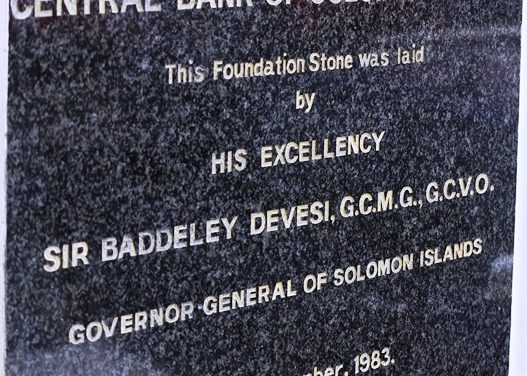 CENTRAL BANK OF
This Foundation Stone was laid
by
HIS EXCELLENCY
SIR BADDELEY DEVESI, G.C.M.G., G.C.V.O.
GOVERNOR-GENERAL OF SOLOMON ISLANDS
1983.